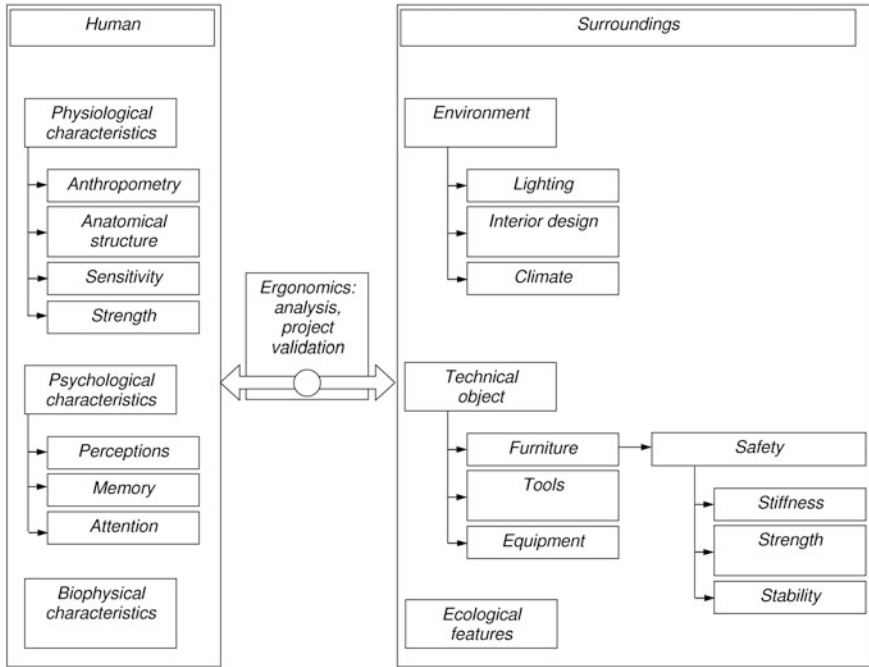 Human
Physiological
characteristics
Anthropometry
Anatomical
structure
Sensitivity
Strength
Psychological
characteristics
Perceptions
Memory
Attention
Biophysical
characteristics
Ergonomics:
analysis,
project
validation
Surroundings
Environment
Lighting
Interior design
Climate
Technical
object
Furniture
Tools
Equipment
Safety
Stiffness
Strength
Stability
Ecological
features